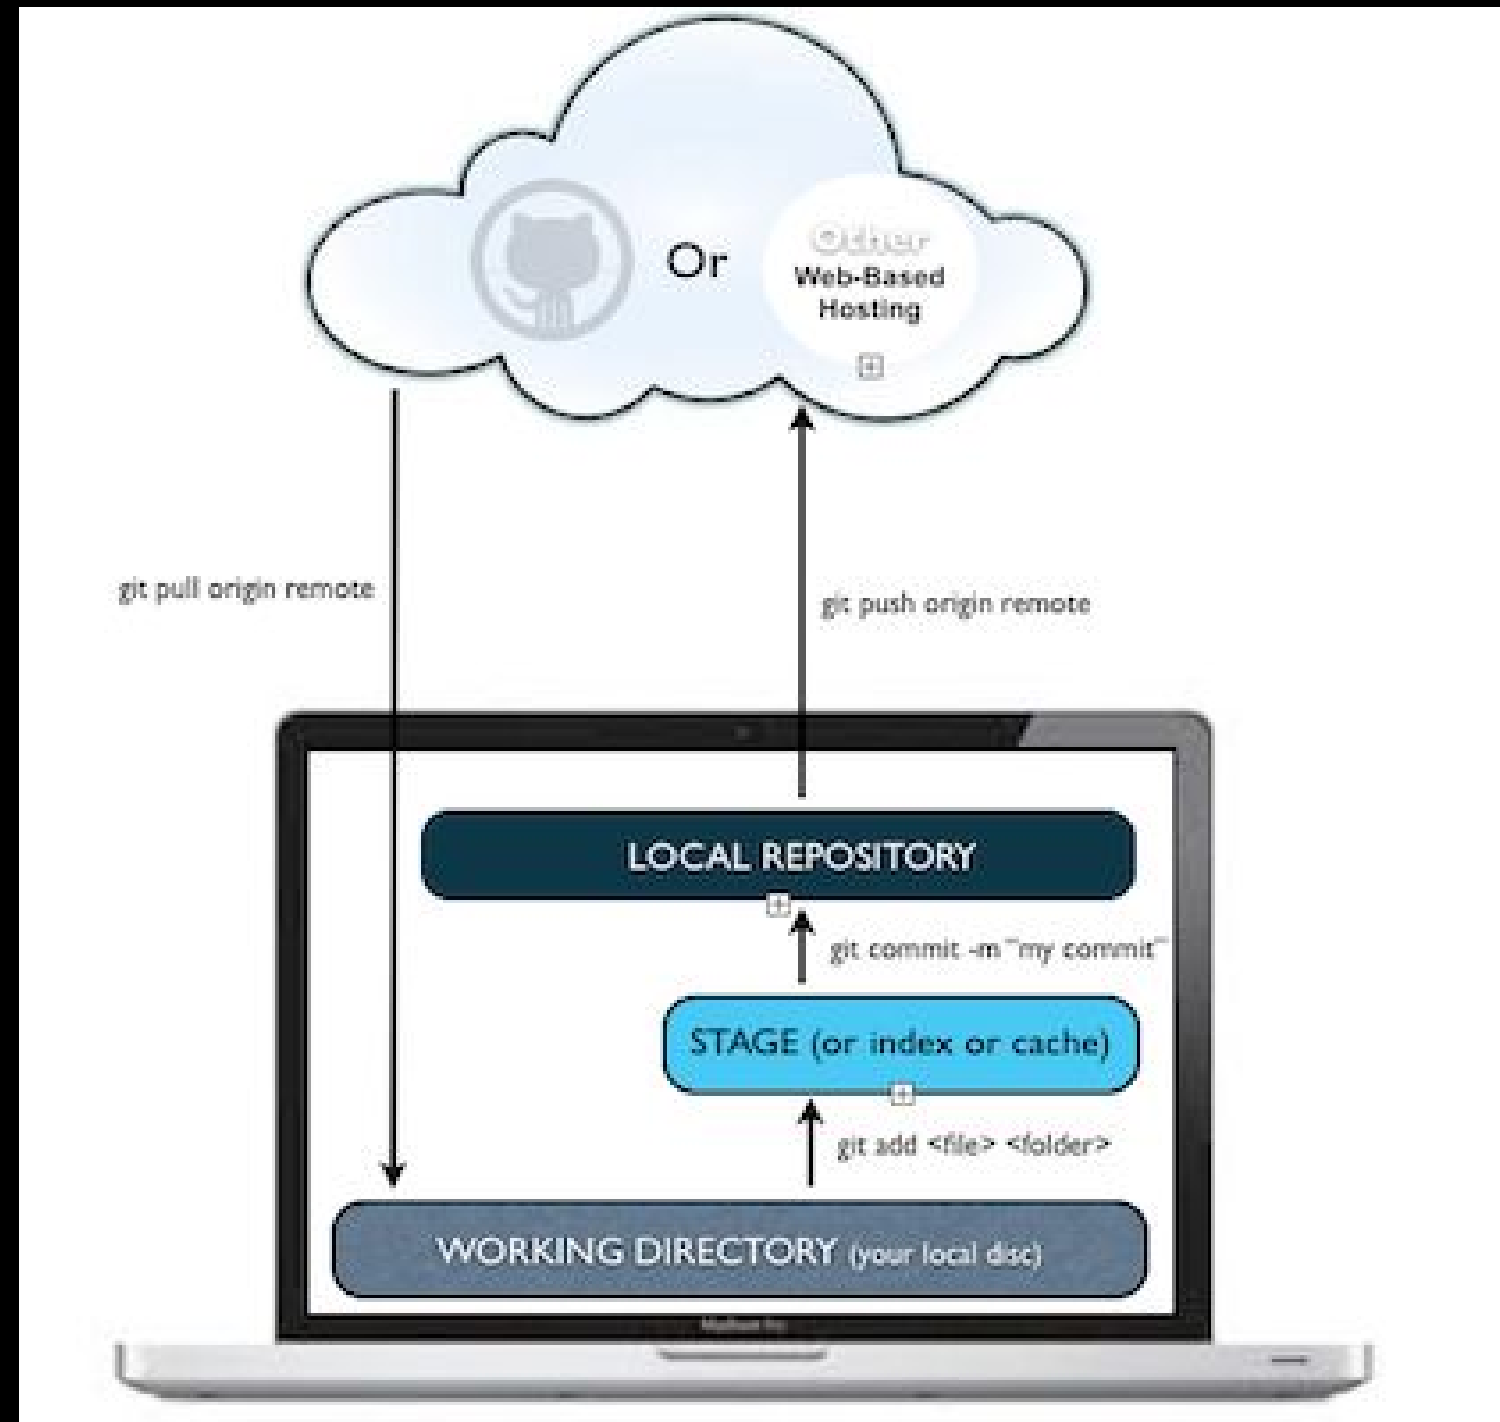 Or
Other
Web-Based
Hosting
git pull origin remote
git push origin remote
LOCAL REPOSITORY
git commit -m "my commit"
STAGE (or index or cache)
git add <file> <folder>
WORKING DIRECTORY (your local disc)